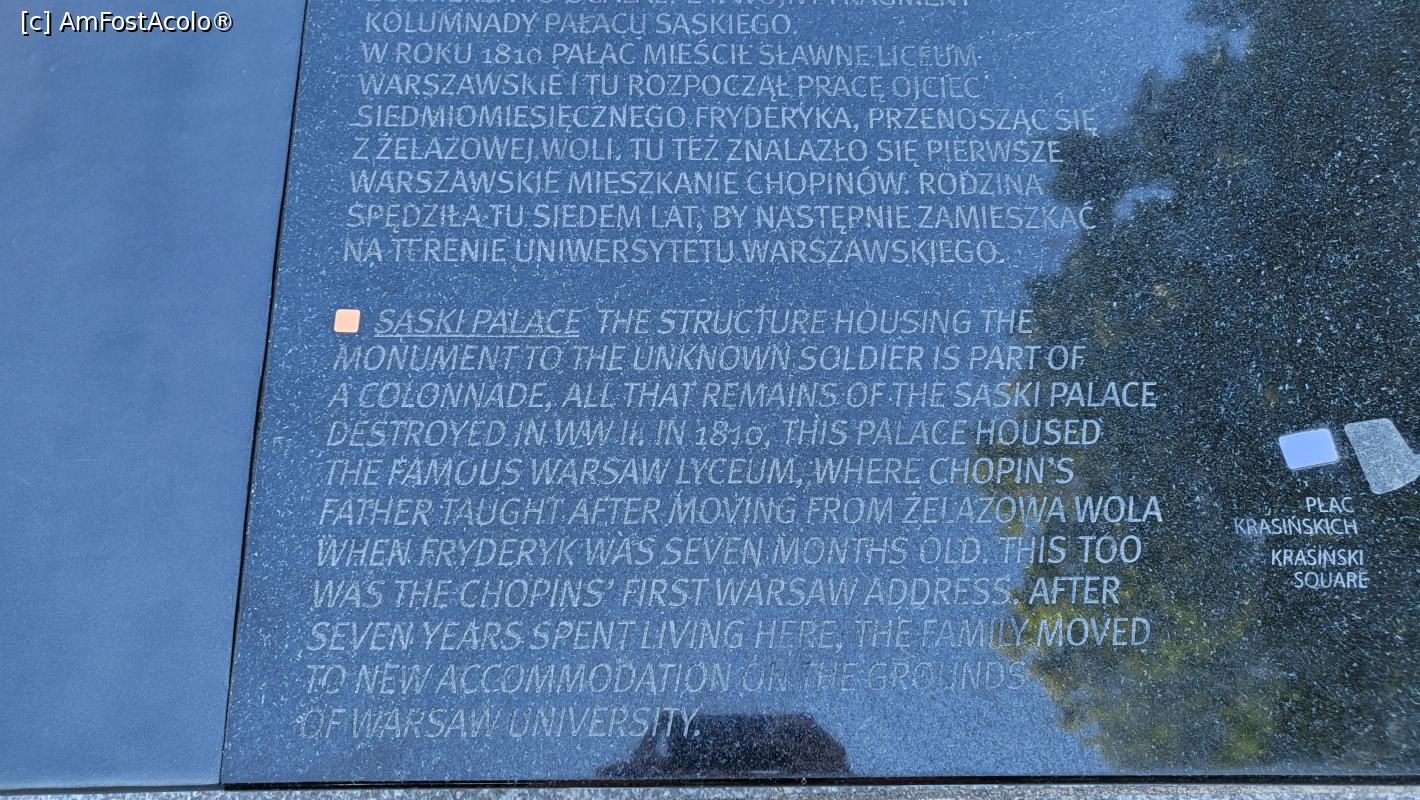 [c] AmFostAcolo®
FRAGMENT
KOLUMNADY PAŁACU SASKIEGO.
W ROKU 1810 PAŁAC MIEŚCIŁ SŁAWNE LICEUM
WARSZAWSKIE I TU ROZPOCZĄŁ PRACĘ OJCIEC
SIEDMIOMIESIĘCZNEGO FRYDERYKA, PRZENOSZĄC SIĘ
Z ŻELAZOWEJ WOLI. TU TEŻ ZNALAZŁO SIĘ PIERWSZE
WARSZAWSKIE MIESZKANIE CHOPINÓW. RODZINA
SPĘDZIŁA TU SIEDEM LAT, BY NASTĘPNIE ZAMIESZKAĆ
NA TERENIE UNIWERSYTETU WARSZAWSKIEGO.
SASKI PALACE THE STRUCTURE HOUSING THE
MONUMENT TO THE UNKNOWN SOLDIER IS PART OF
A COLONNADE, ALL THAT REMAINS OF THE SASKI PALACE
DESTROYED IN WW II. IN 1810, THIS PALACE HOUSED
THE FAMOUS WARSAW LYCEUM, WHERE CHOPIN'S
FATHER TAUGHT AFTER MOVING FROM ŻELAZOWA WOLA
WHEN FRYDERYK WAS SEVEN MONTHS OLD. THIS TOO
WAS THE CHOPINS' FIRST WARSAW ADDRESS. AFTER
SEVEN YEARS SPENT LIVING HERE, THE FAMILY MOVED
TO NEW ACCOMMODATION ON THE GROUNDS
OF WARSAW UNIVERSITY.
PLAC
KRASIŃSKICH
KRASIŃSKI
SQUARE